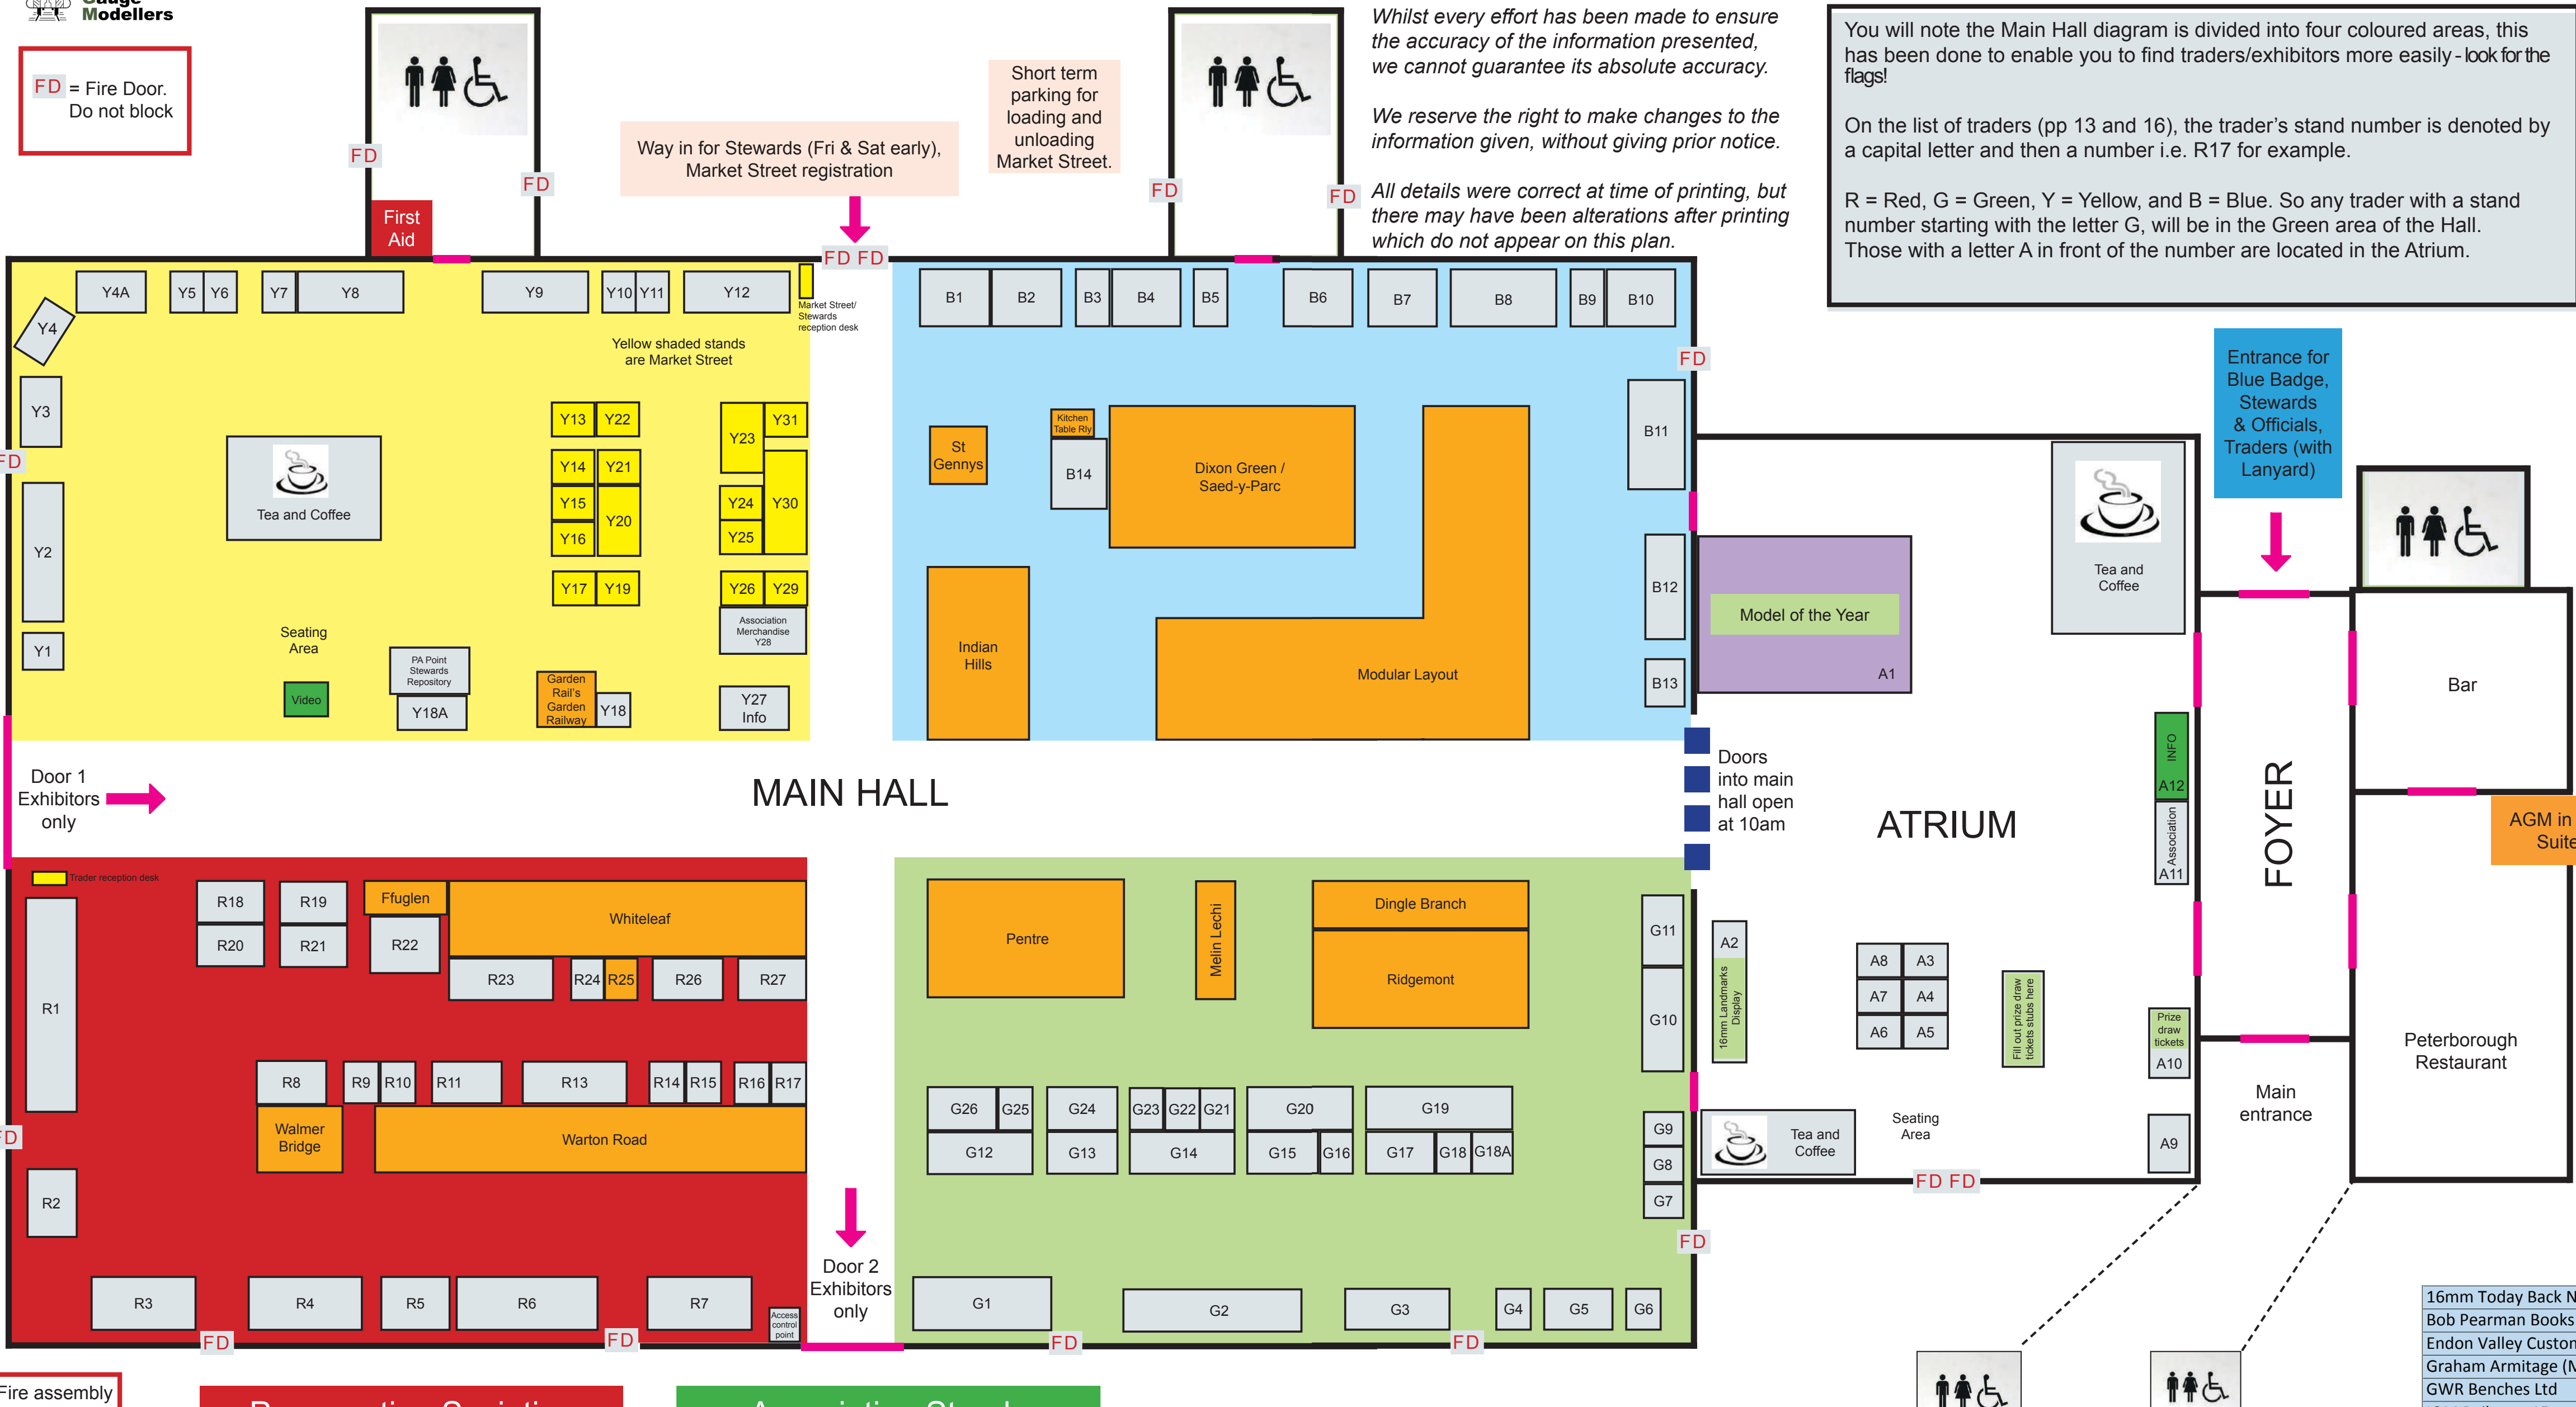 Gauge
Modellers
FD = Fire Door.
Do not block
First
Aid
FD
FD
Way in for Stewards (Fri & Sat early),
Market Street registration
FD FD
Short term
parking for
loading and
unloading
Market Street.
FD
FD
Whilst every effort has been made to ensure
the accuracy of the information presented,
we cannot guarantee its absolute accuracy.
We reserve the right to make changes to the
information given, without giving prior notice.
All details were correct at time of printing, but
there may have been alterations after printing
which do not appear on this plan.
You will note the Main Hall diagram is divided into four coloured areas, this
has been done to enable you to find traders/exhibitors more easily - look for the
flags!
On the list of traders (pp 13 and 16), the trader's stand number is denoted by
a capital letter and then a number i.e. R17 for example.
R = Red, G = Green, Y = Yellow, and B = Blue. So any trader with a stand
number starting with the letter G, will be in the Green area of the Hall.
Those with a letter A in front of the number are located in the Atrium.
Y4A
Y5
Y6
Y7
Y8
Y9
Y10
Y11
Y12
Market Street/
Stewards
reception desk
Yellow shaded stands
are Market Street
Y4
Y3
FD
Y2
Y1
Tea and Coffee
Y13
Y22
Y14
Y21
Y15
Y20
Y16
Y17
Y19
Y23
Y31
Y24
Y30
Y25
Y26
Y29
Association
Merchandise
Y28
Y27
Info
Seating
Area
Video
PA Point
Stewards
Repository
Y18A
Garden
Rail's
Garden
Railway
Y18
B1
B2
B3
B4
B5
B6
B7
B8
B9
B10
FD
B11
B12
B13
St
Gennys
Kitchen
Table Rly
B14
Dixon Green /
Saed-y-Parc
Indian
Hills
Modular Layout
Door 1
Exhibitors
only
MAIN HALL
Doors
into main
hall open
at 10am
Trader reception desk
R1
R2
FD
R18
R19
R20
R21
Ffuglen
R22
Whiteleaf
R23
R24
R25
R26
R27
R8
R9
R10
R11
R13
R14
R15
R16
R17
Walmer
Bridge
Warton Road
R3
R4
R5
R6
R7
Access
control
point
FD
FD
Door 2
Exhibitors
only
Pentre
Melin Lechi
Dingle Branch
Ridgemont
G11
G10
G9
G8
G7
FD
G26
G25
G24
G23
G22
G21
G20
G19
G12
G13
G14
G15
G16
G17
G18
G18A
G1
G2
G3
G4
G5
G6
FD
FD
Model of the Year
A1
Tea and
Coffee
ATRIUM
INFO
A12
Association
A11
A2
16mm Landmarks
Display
A8
A3
A7
A4
A6
A5
Fill out prize draw
tickets stubs here
Prize
draw
tickets
A10
A9
Tea and
Coffee
Seating
Area
FD FD
Entrance for
Blue Badge,
Stewards
& Officials,
Traders (with
Lanyard)
FOYER
Bar
AGM in
Suite
Peterborough
Restaurant
Main
entrance
16mm Today Back N
Bob Pearman Books
Endon Valley Custon
Graham Armitage (M
GWR Benches Ltd
Fire assembly